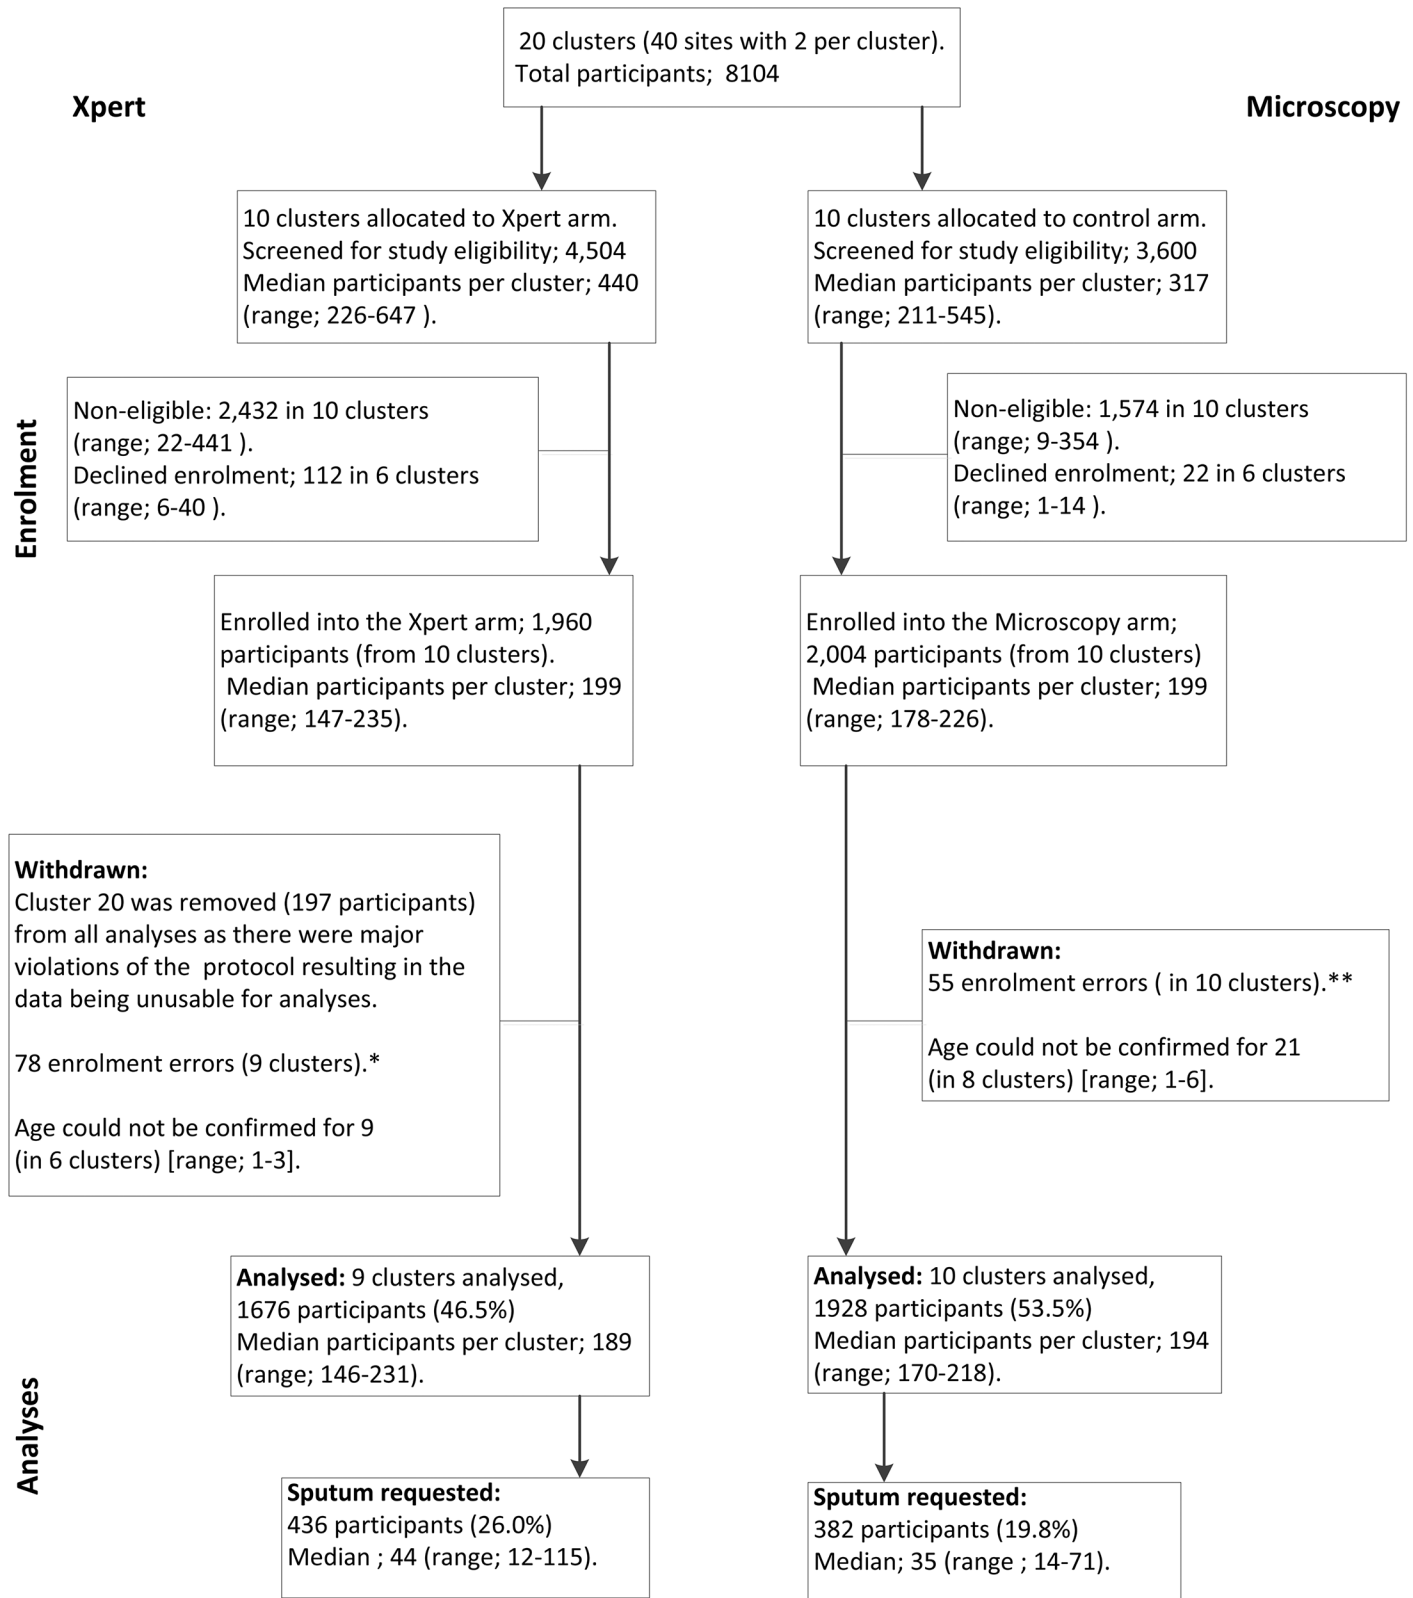 20 clusters (40 sites with 2 per cluster).
Total participants;  8104
Xpert
Microscopy
10 clusters allocated to Xpert arm.
Screened for study eligibility; 4,504
Median participants per cluster; 440
(range; 226-647 ).
10 clusters allocated to control arm.
Screened for study eligibility; 3,600
Median participants per cluster; 317
(range; 211-545).
Enrolment
Non-eligible: 2,432 in 10 clusters
(range; 22-441 ).
Declined enrolment; 112 in 6 clusters
(range; 6-40 ).
Non-eligible: 1,574 in 10 clusters
(range; 9-354 ).
Declined enrolment; 22 in 6 clusters
(range; 1-14 ).
Enrolled into the Xpert arm; 1,960
participants (from 10 clusters).
Median participants per cluster; 199
(range; 147-235).
Enrolled into the Microscopy arm;
2,004 participants (from 10 clusters)
Median participants per cluster; 199
(range; 178-226).
Withdrawn:
Cluster 20 was removed (197 participants)
from all analyses as there were major
violations of the  protocol resulting in the
data being unusable for analyses.
78 enrolment errors (9 clusters).*
Age could not be confirmed for 9
(in 6 clusters) [range; 1-3].
Withdrawn:
55 enrolment errors ( in 10 clusters).**
Age could not be confirmed for 21
(in 8 clusters) [range; 1-6].
Analyses
Analysed: 9 clusters analysed,
1676 participants (46.5%)
Median participants per cluster; 189
(range; 146-231).
Analysed: 10 clusters analysed,
1928 participants (53.5%)
Median participants per cluster; 194
(range; 170-218).
Sputum requested:
436 participants (26.0%)
Median ; 44 (range; 12-115).
Sputum requested:
382 participants (19.8%)
Median; 35 (range ; 14-71).